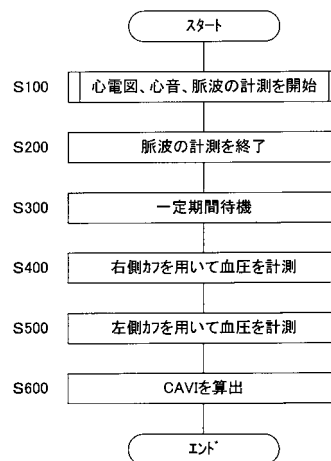 スタート
S100 心電図、心音、脈波の計測を開始
S200 脈波の計測を終了
S300 一定期間待機
S400 右側ｶﾌを用いて血圧を計測
S500 左側ｶﾌを用いて血圧を計測
S600 CAVIを算出
ｴﾝﾄﾞ